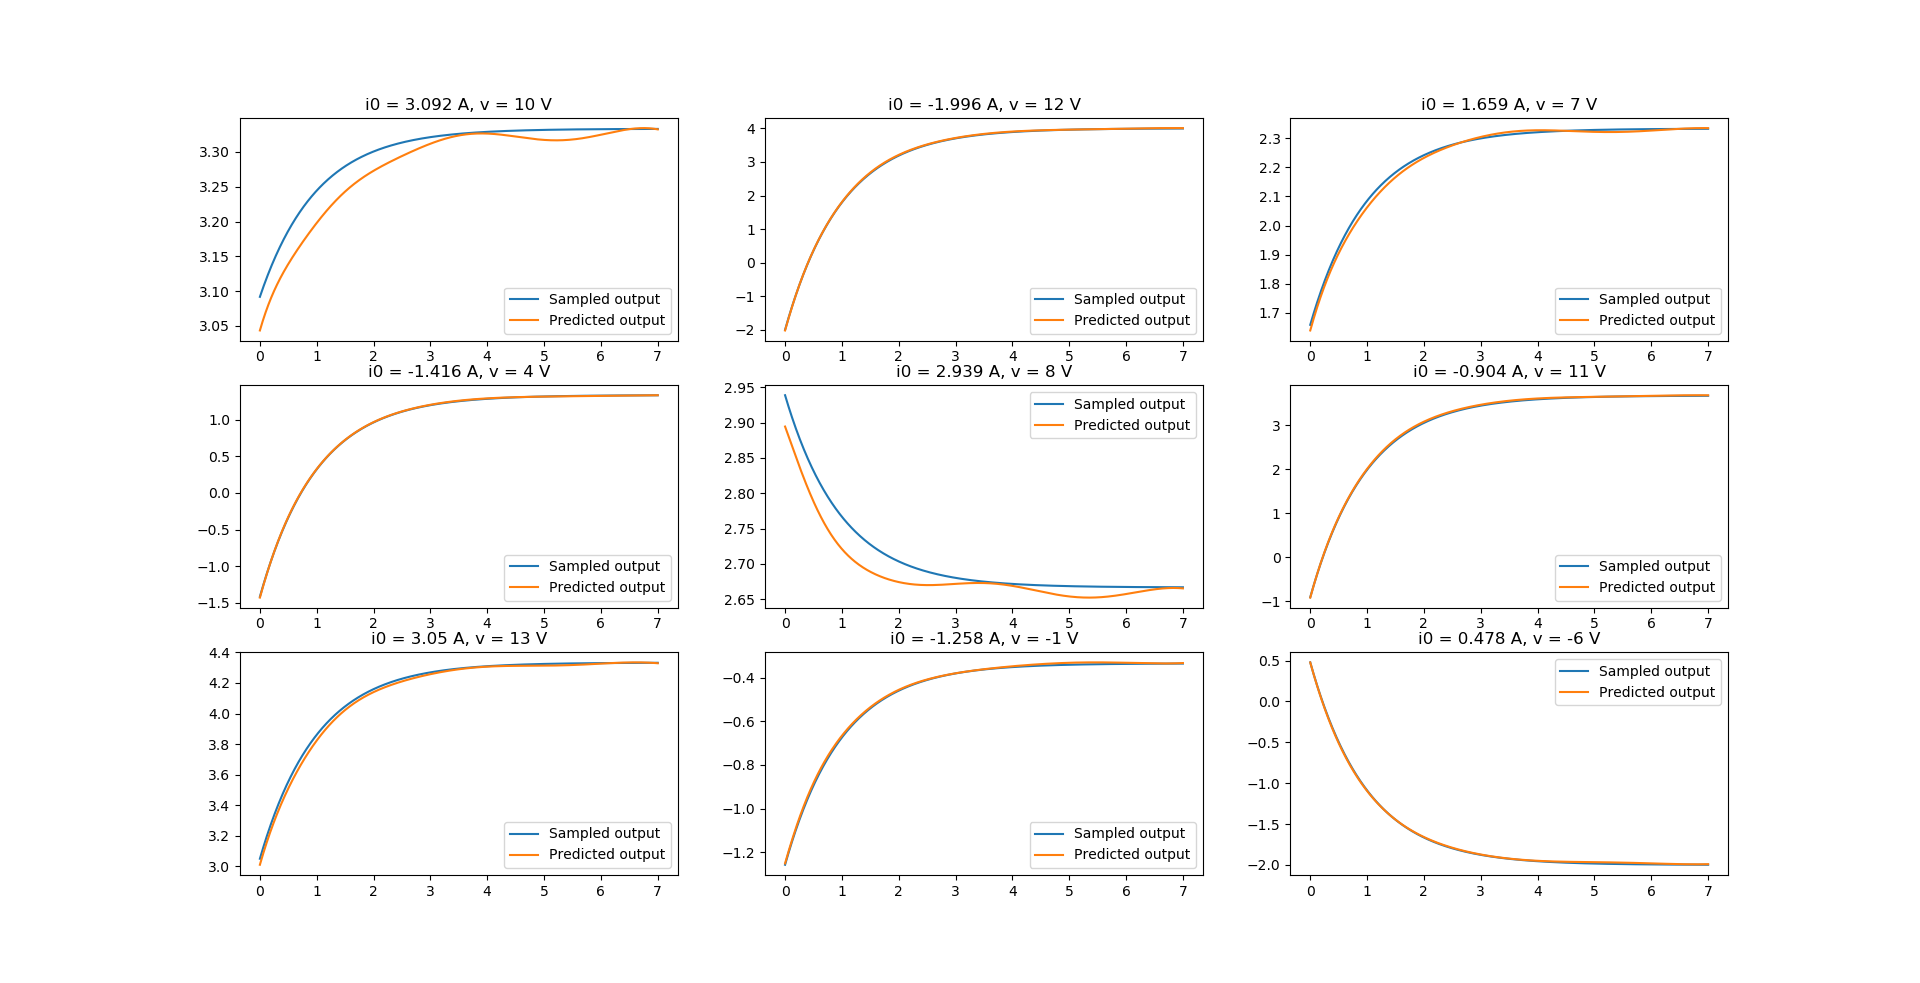 i0 = 3.092 A, v = 10 V
3.30
3.25
3.20
3.15
3.10
3.05
0 1 2 3 4 5 6 7
Sampled output
Predicted output
i0 = -1.996 A, v = 12 V
4
3
2
1
0
−1
−2
0 1 2 3 4 5 6 7
Sampled output
Predicted output
i0 = 1.659 A, v = 7 V
2.3
2.2
2.1
2.0
1.9
1.8
1.7
0 1 2 3 4 5 6 7
Sampled output
Predicted output
i0 = -1.416 A, v = 4 V
1.0
0.5
0.0
−0.5
−1.0
−1.5
0 1 2 3 4 5 6 7
Sampled output
Predicted output
i0 = 2.939 A, v = 8 V
2.95
2.90
2.85
2.80
2.75
2.70
2.65
0 1 2 3 4 5 6 7
Sampled output
Predicted output
i0 = -0.904 A, v = 11 V
3
2
1
0
−1
0 1 2 3 4 5 6 7
Sampled output
Predicted output
i0 = 3.05 A, v = 13 V
4.4
4.2
4.0
3.8
3.6
3.4
3.2
3.0
0 1 2 3 4 5 6 7
Sampled output
Predicted output
i0 = -1.258 A, v = -1 V
−0.4
−0.6
−0.8
−1.0
−1.2
0 1 2 3 4 5 6 7
Sampled output
Predicted output
i0 = 0.478 A, v = -6 V
0.5
0.0
−0.5
−1.0
−1.5
−2.0
0 1 2 3 4 5 6 7
Sampled output
Predicted output